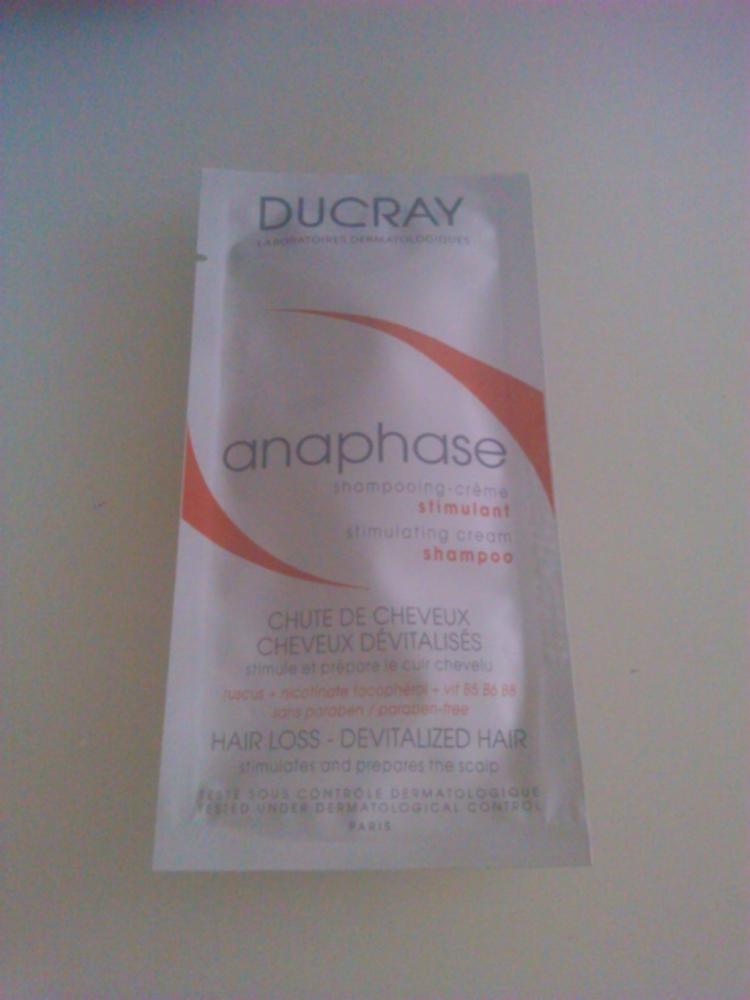 DUCRAY
LABORATOIRES DERMATOLOGIQUES
anaphase
shampooing-crème
stimulant
stimulating cream
shampoo
CHUTE DE CHEVEUX
CHEVEUX DÉVITALISÉS
stimule et prépare le cuir chevelu
ruscus + nicotinate tocophérol + vit B5 B6 B8
sans paraben / paraben-free
HAIR LOSS - DEVITALIZED HAIR
stimulates and prepares the scalp
TESTÉ SOUS CONTRÔLE DERMATOLOGIQUE
TESTED UNDER DERMATOLOGICAL CONTROL
PARIS